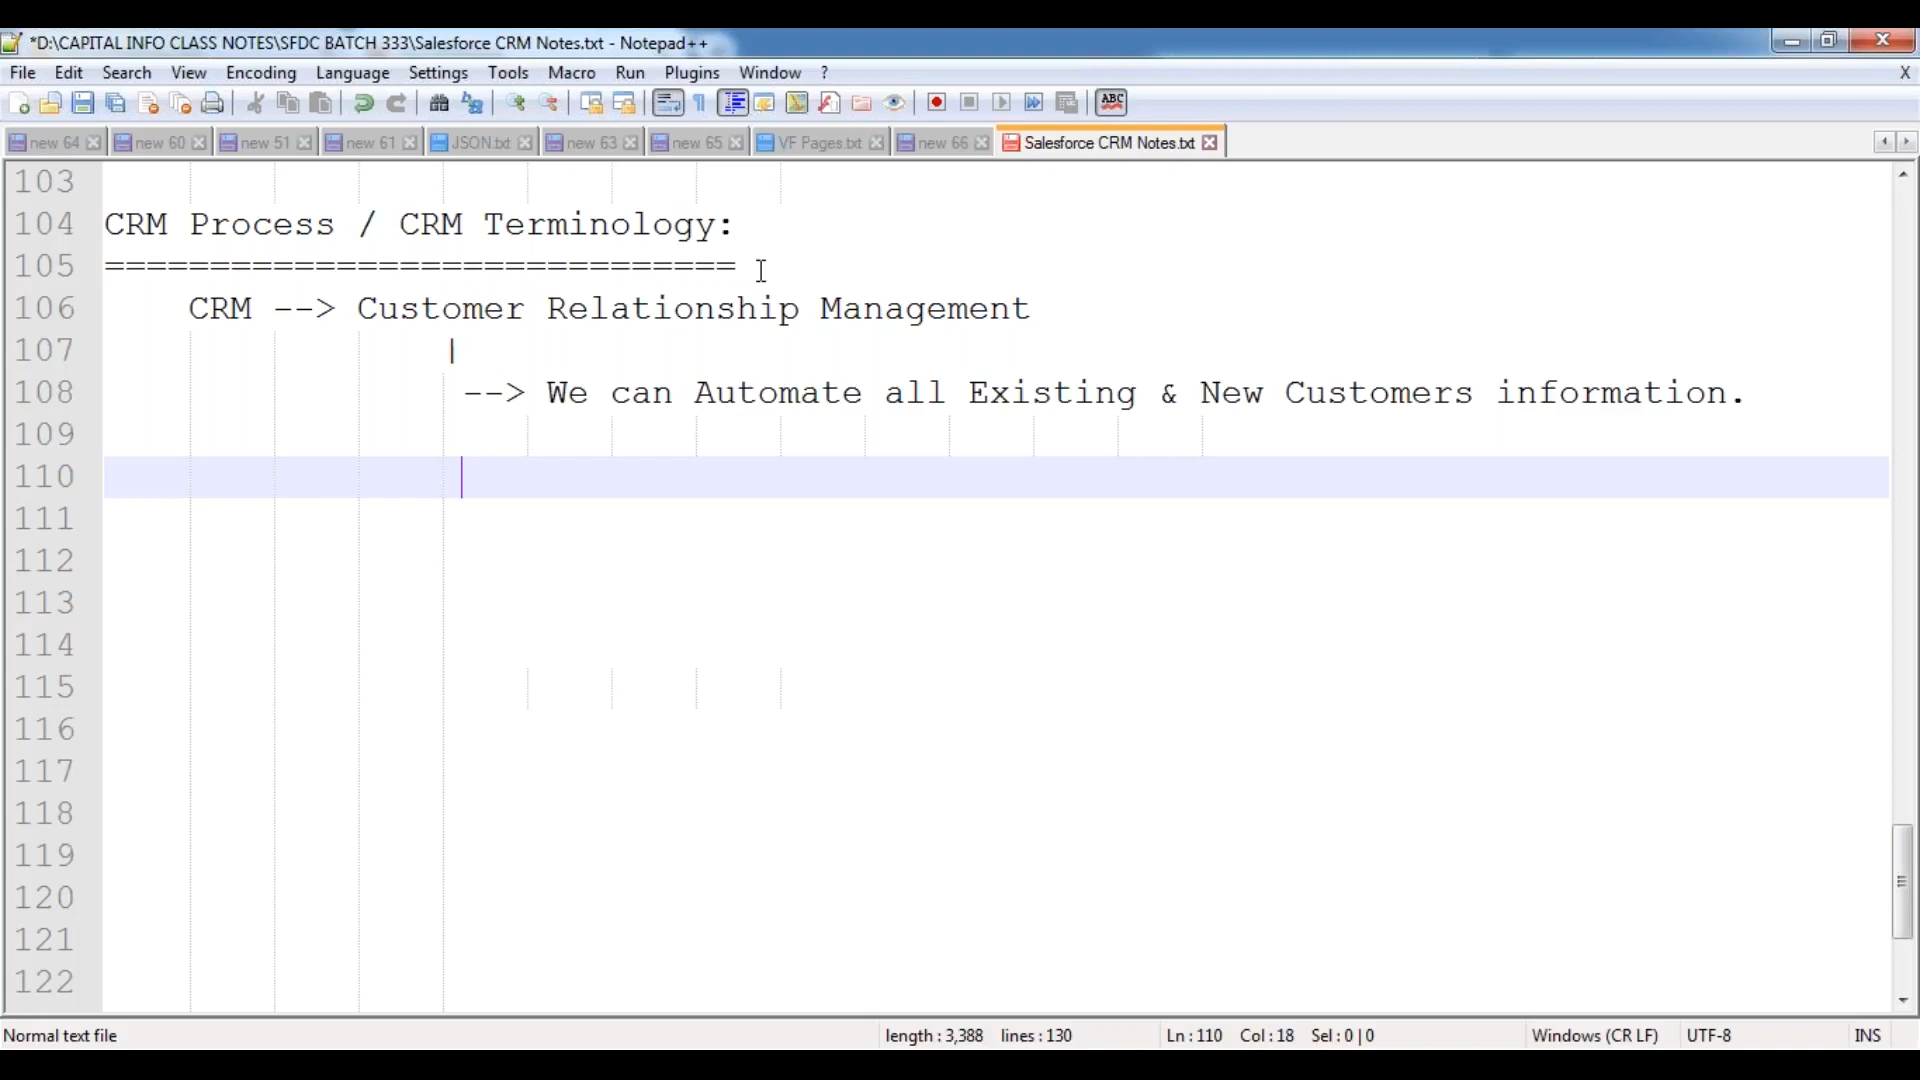 *D:\CAPITAL INFO CLASS NOTES\SFDC BATCH 333\Salesforce CRM Notes.txt - Notepad++
File Edit Search View Encoding Language Settings Tools Macro Run Plugins Window ? X
ABC
new 64 new 60 new 51 new 61 JSON.txt new 63 new 65 VF Pages.txt new 66 Salesforce CRM Notes.txt
103
104 CRM Process / CRM Terminology:
105 ==============================
106 CRM --> Customer Relationship Management
107 |
108 --> We can Automate all Existing & New Customers information.
109
110
111
112
113
114
115
116
117
118
119
120
121
122
Normal text file length : 3,388 lines : 130 Ln : 110 Col : 18 Sel : 0 | 0 Windows (CR LF) UTF-8 INS